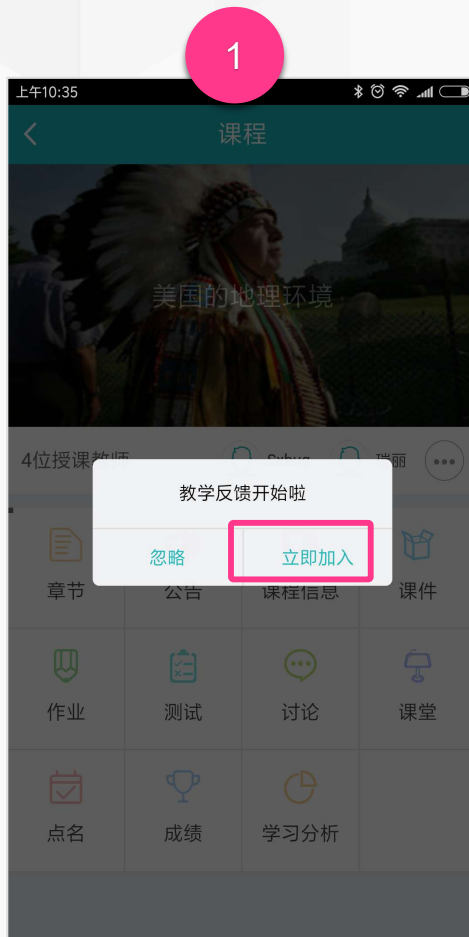 1
上午10:35
课程
美国的地理环境
4位授课教师
瑞丽
教学反馈开始啦
忽略
立即加入
章节
公告
课程信息
课件
作业
测试
讨论
课堂
点名
成绩
学习分析